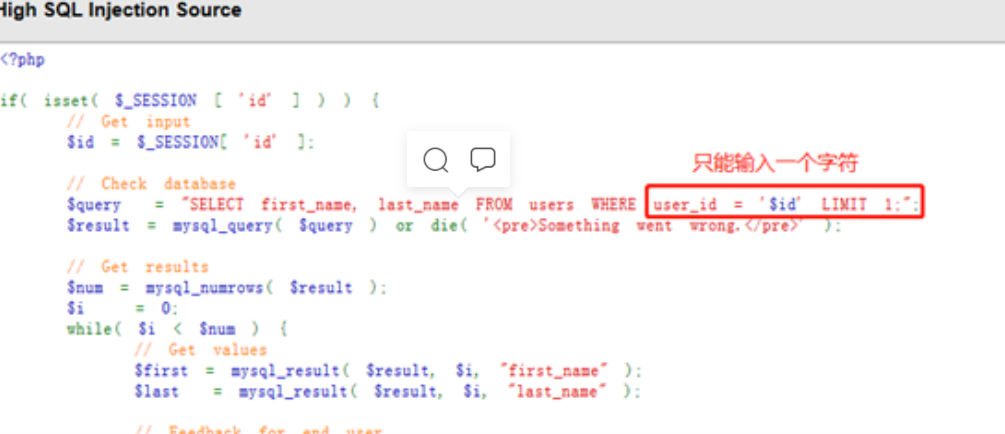 High SQL Injection Source
<?php
if( isset( $_SESSION [ 'id' ] ) ) {
// Get input
$id = $_SESSION[ 'id' ];
只能输入一个字符
// Check database
$query = "SELECT first_name, last_name FROM users WHERE user_id = '$id' LIMIT 1;";
$result = mysql_query( $query ) or die( '<pre>Something went wrong.</pre>' );
// Get results
$num = mysql_numrows( $result );
$i = 0;
while( $i < $num ) {
// Get values
$first = mysql_result( $result, $i, "first_name" );
$last = mysql_result( $result, $i, "last_name" );
// Feedback for end user